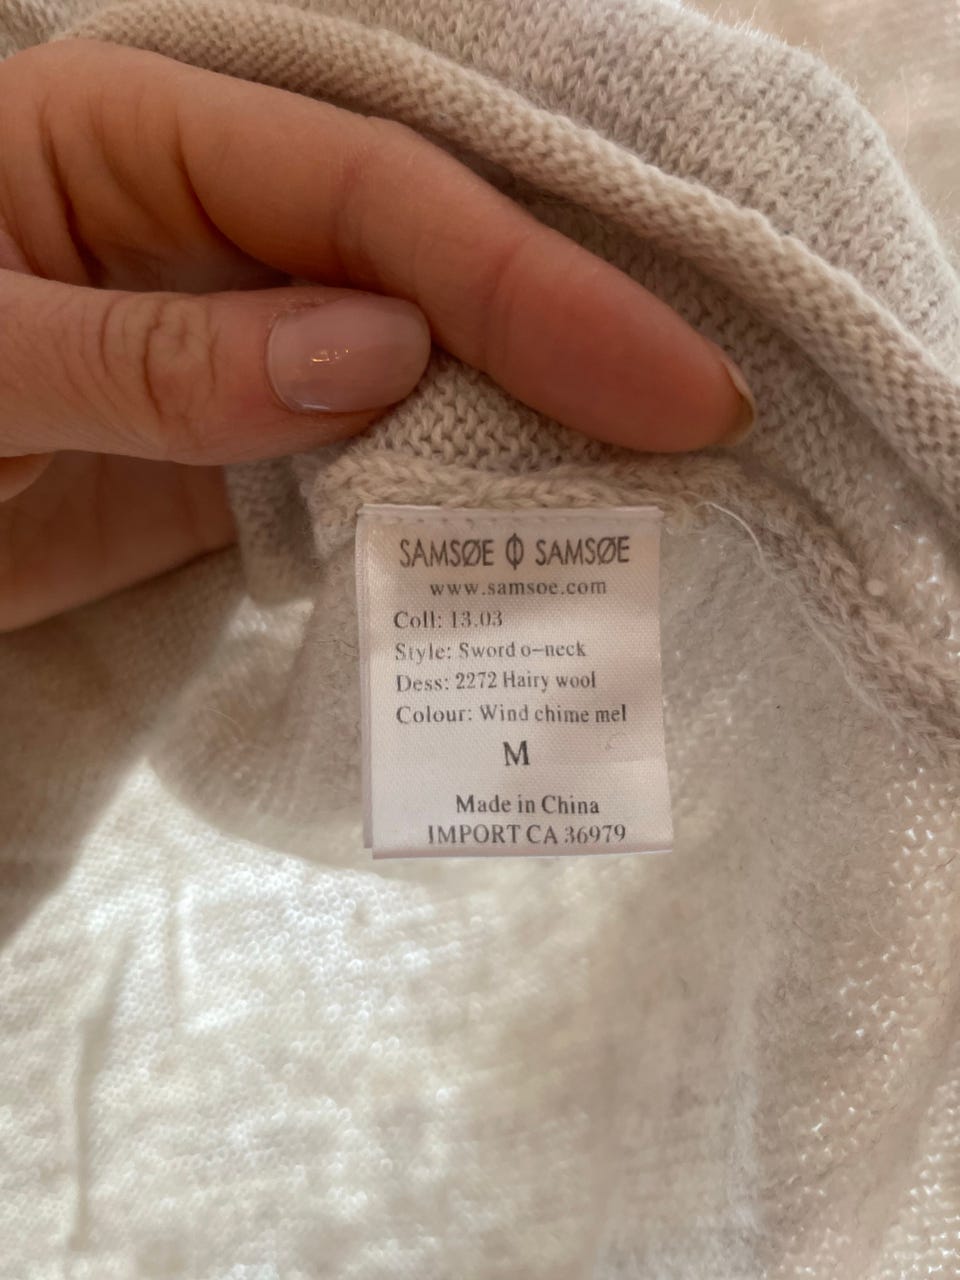 SAMSØE Φ SAMSØE
www.samsoe.com
Coll: 13.03
Style: Sword o-neck
Dess: 2272 Hairy wool
Colour: Wind chime mel
M
Made in China
IMPORT CA 36979